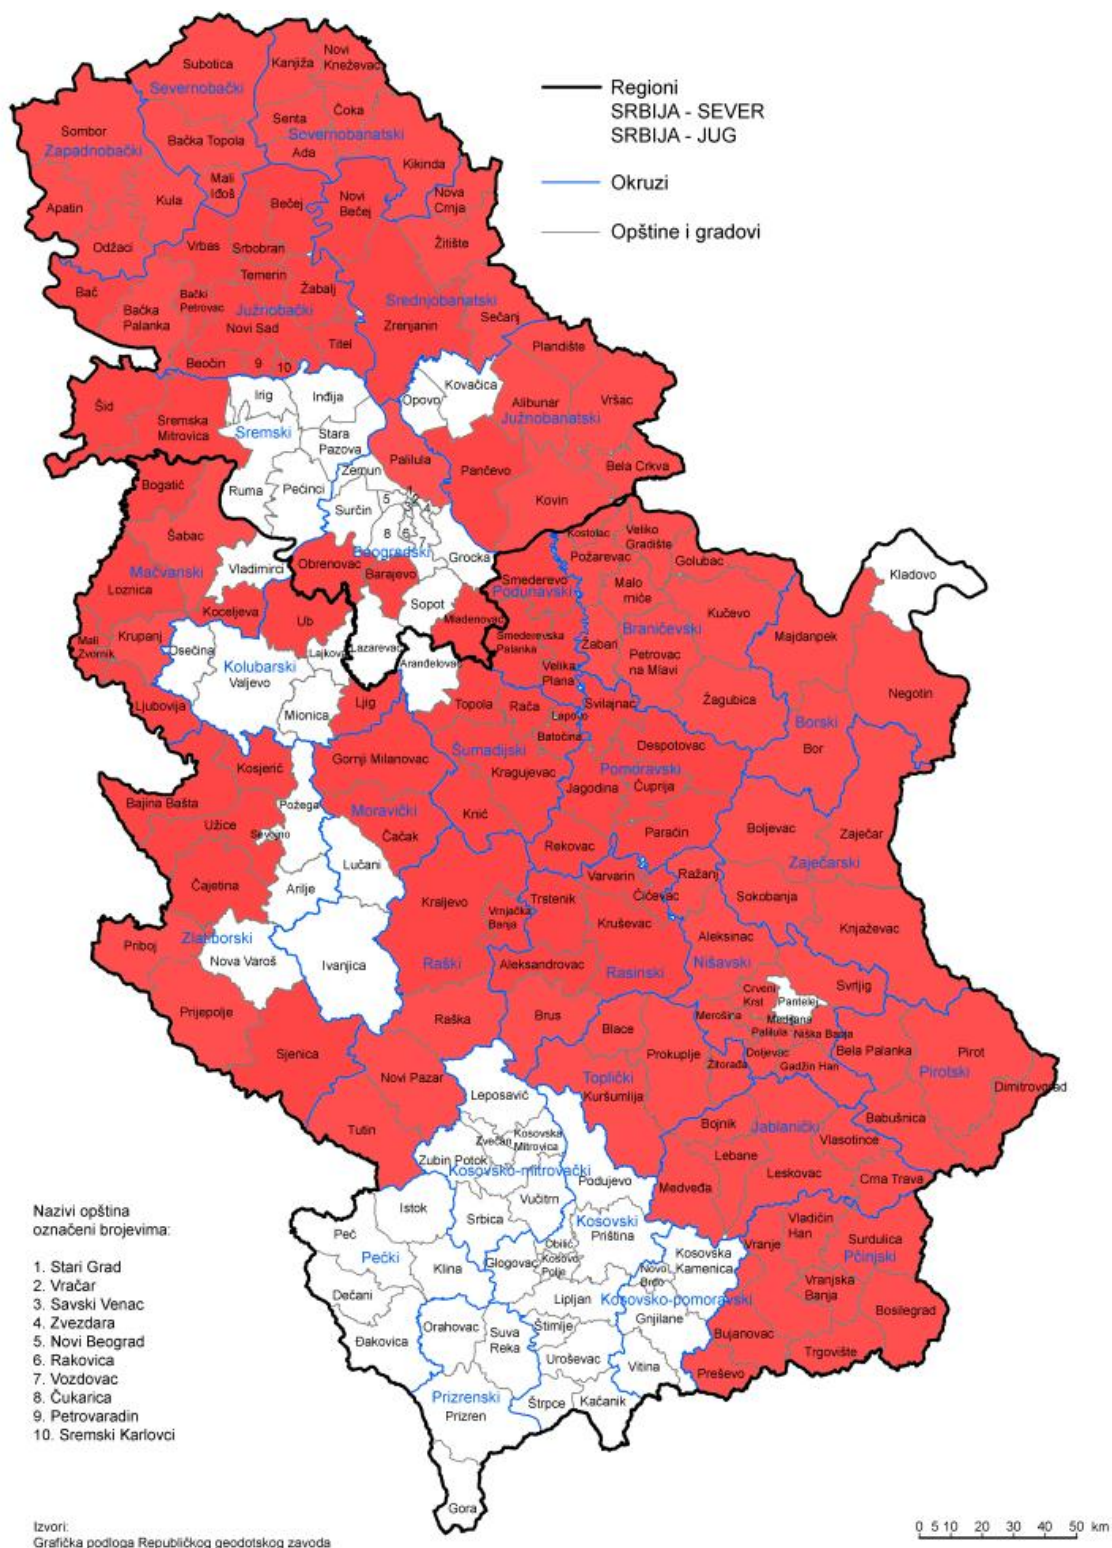 Regioni
SRBIJA - SEVER
SRBIJA - JUG
Okruzi
Opštine i gradovi
Subotica
Kanjiža
Novi
Kneževac
Severnobački
Senta
Čoka
Severnobanatski
Sombor
Zapadnobački
Bačka Topola
Ada
Kikinda
Mali
Iđoš
Apatin
Kula
Bečej
Novi
Bečej
Nova
Crnja
Odžaci
Vrbas
Srbobran
Žitište
Temerin
Bač
Bački
Petrovac
Žabalj
Bačka
Palanka
Južnobački
Srednjobanatski
Novi Sad
Zrenjanin
Sečanj
Titel
Plandište
Beočin
9
10
Irig
Inđija
Opovo
Kovačica
Alibunar
Vršac
Južnobanatski
Šid
Sremska
Mitrovica
Sremski
Stara
Pazova
Palilula
Pančevo
Bela Crkva
Zemun
Bogatić
Ruma
Pećinci
Surčin
5
1
2
3
4
8
6
7
Kovin
Šabac
Beogradski
Grocka
Kostolac
Veliko
Gradište
Požarevac
Golubac
Vladimirci
Obrenovac
Barajevo
Mačvanski
Smederevo
Podunavski
Malo
Kladovo
Loznica
Koceljeva
Ub
Sopot
Mladenovac
Kučevo
Mali
Zvornik
Krupanj
Osečina
Kolubarski
Valjevo
Lajkovac
Lazarevac
Aranđelovac
Smederevska
Palanka
Velika
Plana
Žabari
Braničevski
Petrovac
na Mlavi
Majdanpek
Negotin
Ljubovija
Mionica
Ljig
Topola
Rača
Lapovo
Svilajnac
Žagubica
Borski
Bor
Kosjerić
Gornji Milanovac
Šumadijski
Batočina
Despotovac
Bajina Bašta
Požega
Kragujevac
Pomoravski
Jagodina
Ćuprija
Užice
Sevojno
Moravički
Čačak
Knić
Boljevac
Zaječar
Lučani
Rekovac
Paraćin
Zaječarski
Čajetina
Arilje
Varvarin
Ražanj
Kraljevo
Trstenik
Ćićevac
Sokobanja
Vrnjačka
Banja
Kruševac
Knjaževac
Priboj
Zlatiborski
Nova Varoš
Ivanjica
Aleksinac
Raški
Aleksandrovac
Rasinski
Nišavski
Prijepolje
Crveni
Krst
Pantelej
Svrljig
Raška
Brus
Blace
Merošina
Medijana
Palilula
Niška Banja
Sjenica
Prokuplje
Doljevac
Bela Palanka
Pirot
Novi Pazar
Toplički
Žitorađa
Gadžin Han
Pirotski
Dimitrovgrad
Leposavić
Kuršumlija
Tutin
Bojnik
Jablanički
Babušnica
Zvečan
Kosovska
Mitrovica
Vlasotince
Zubin Potok
Kosovsko-mitrovački
Lebane
Leskovac
Podujevo
Medveđa
Crna Trava
Vučitrn
Istok
Srbica
Kosovski
Priština
Vladičin
Han
Surdulica
Peć
Pećki
Obilić
Kosovo
Polje
Kosovska
Kamenica
Vranje
Pčinjski
Klina
Glogovac
Novo
Brdo
Vranjska
Banja
Dečani
Lipljan
Kosovsko-pomoravski
Bosilegrad
Đakovica
Orahovac
Suva
Reka
Štimlje
Gnjilane
Bujanovac
Trgovište
Uroševac
Vitina
Preševo
Prizrenski
Prizren
Štrpce
Kačanik
Gora
Nazivi opština
označeni brojevima:
1. Stari Grad
2. Vračar
3. Savski Venac
4. Zvezdara
5. Novi Beograd
6. Rakovica
7. Vozdovac
8. Čukarica
9. Petrovaradin
10. Sremski Karlovci
Izvori:
Grafička podloga Republičkog geodetskog zavoda
0 5 10 20 30 40 50 km